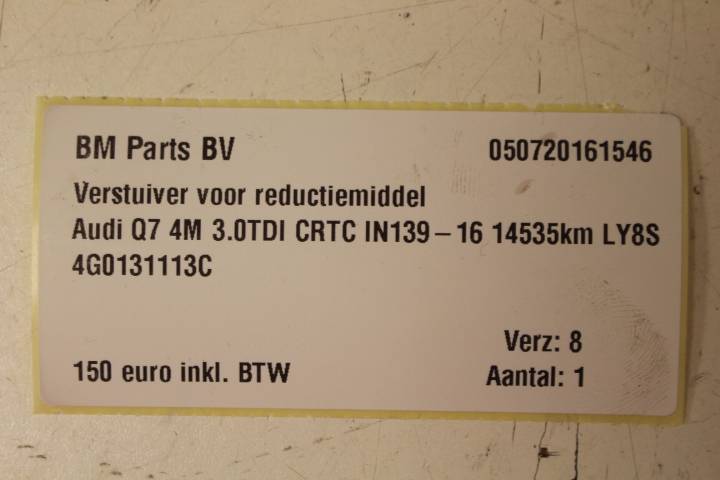 BM Parts BV 050720161546
Verstuiver voor reductiemiddel
Audi Q7 4M 3.0TDI CRTC IN139-16 14535km LY8S
4G0131113C
Verz: 8
150 euro inkl. BTW Aantal: 1